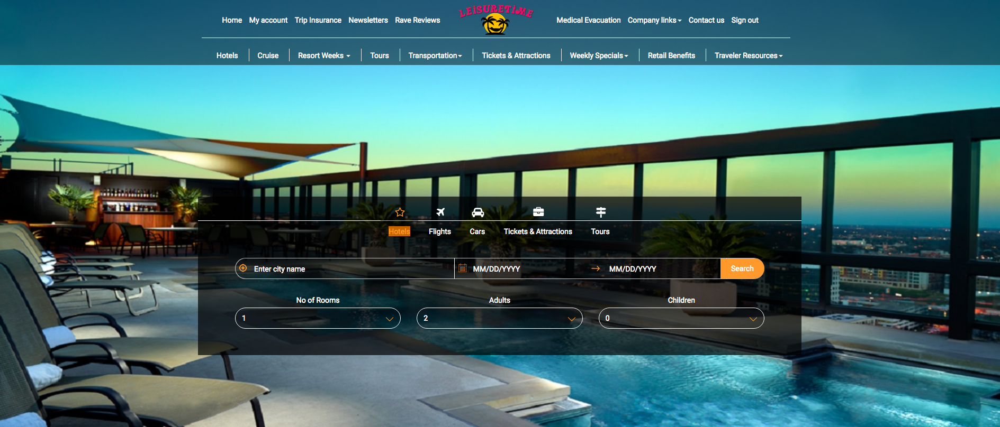 Home My account Trip Insurance Newsletters Rave Reviews LEiSURETiME Medical Evacuation Company links Contact us Sign out
Hotels Cruise Resort Weeks Tours Transportation Tickets & Attractions Weekly Specials Retail Benefits Traveler Resources
Hotels Flights Cars Tickets & Attractions Tours
Enter city name MM/DD/YYYY MM/DD/YYYY Search
No of Rooms Adults Children
1 2 0